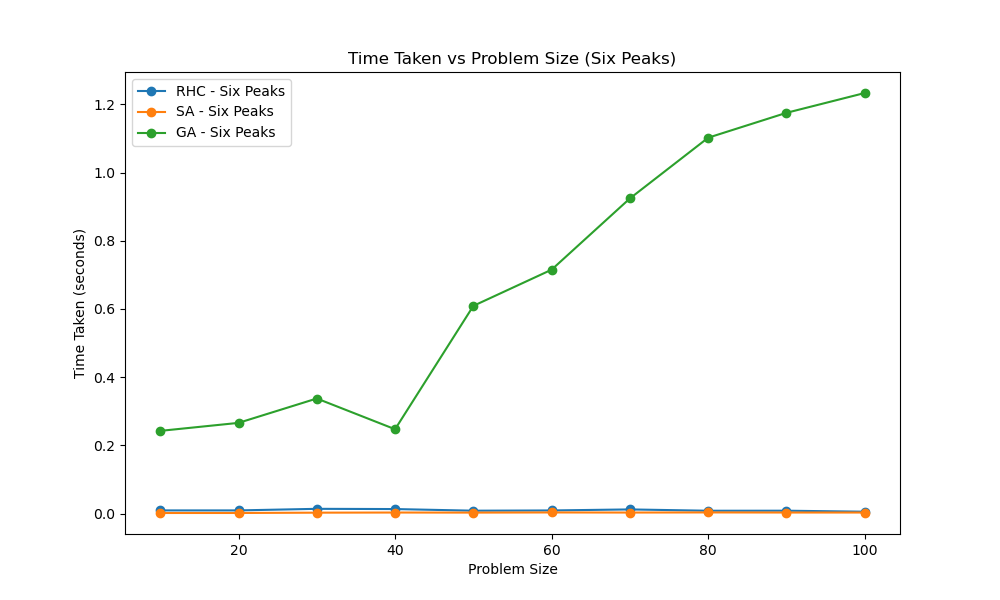 Time Taken vs Problem Size (Six Peaks)
RHC - Six Peaks
SA - Six Peaks
GA - Six Peaks
Time Taken (seconds)
1.2
1.0
0.8
0.6
0.4
0.2
0.0
20 40 60 80 100
Problem Size